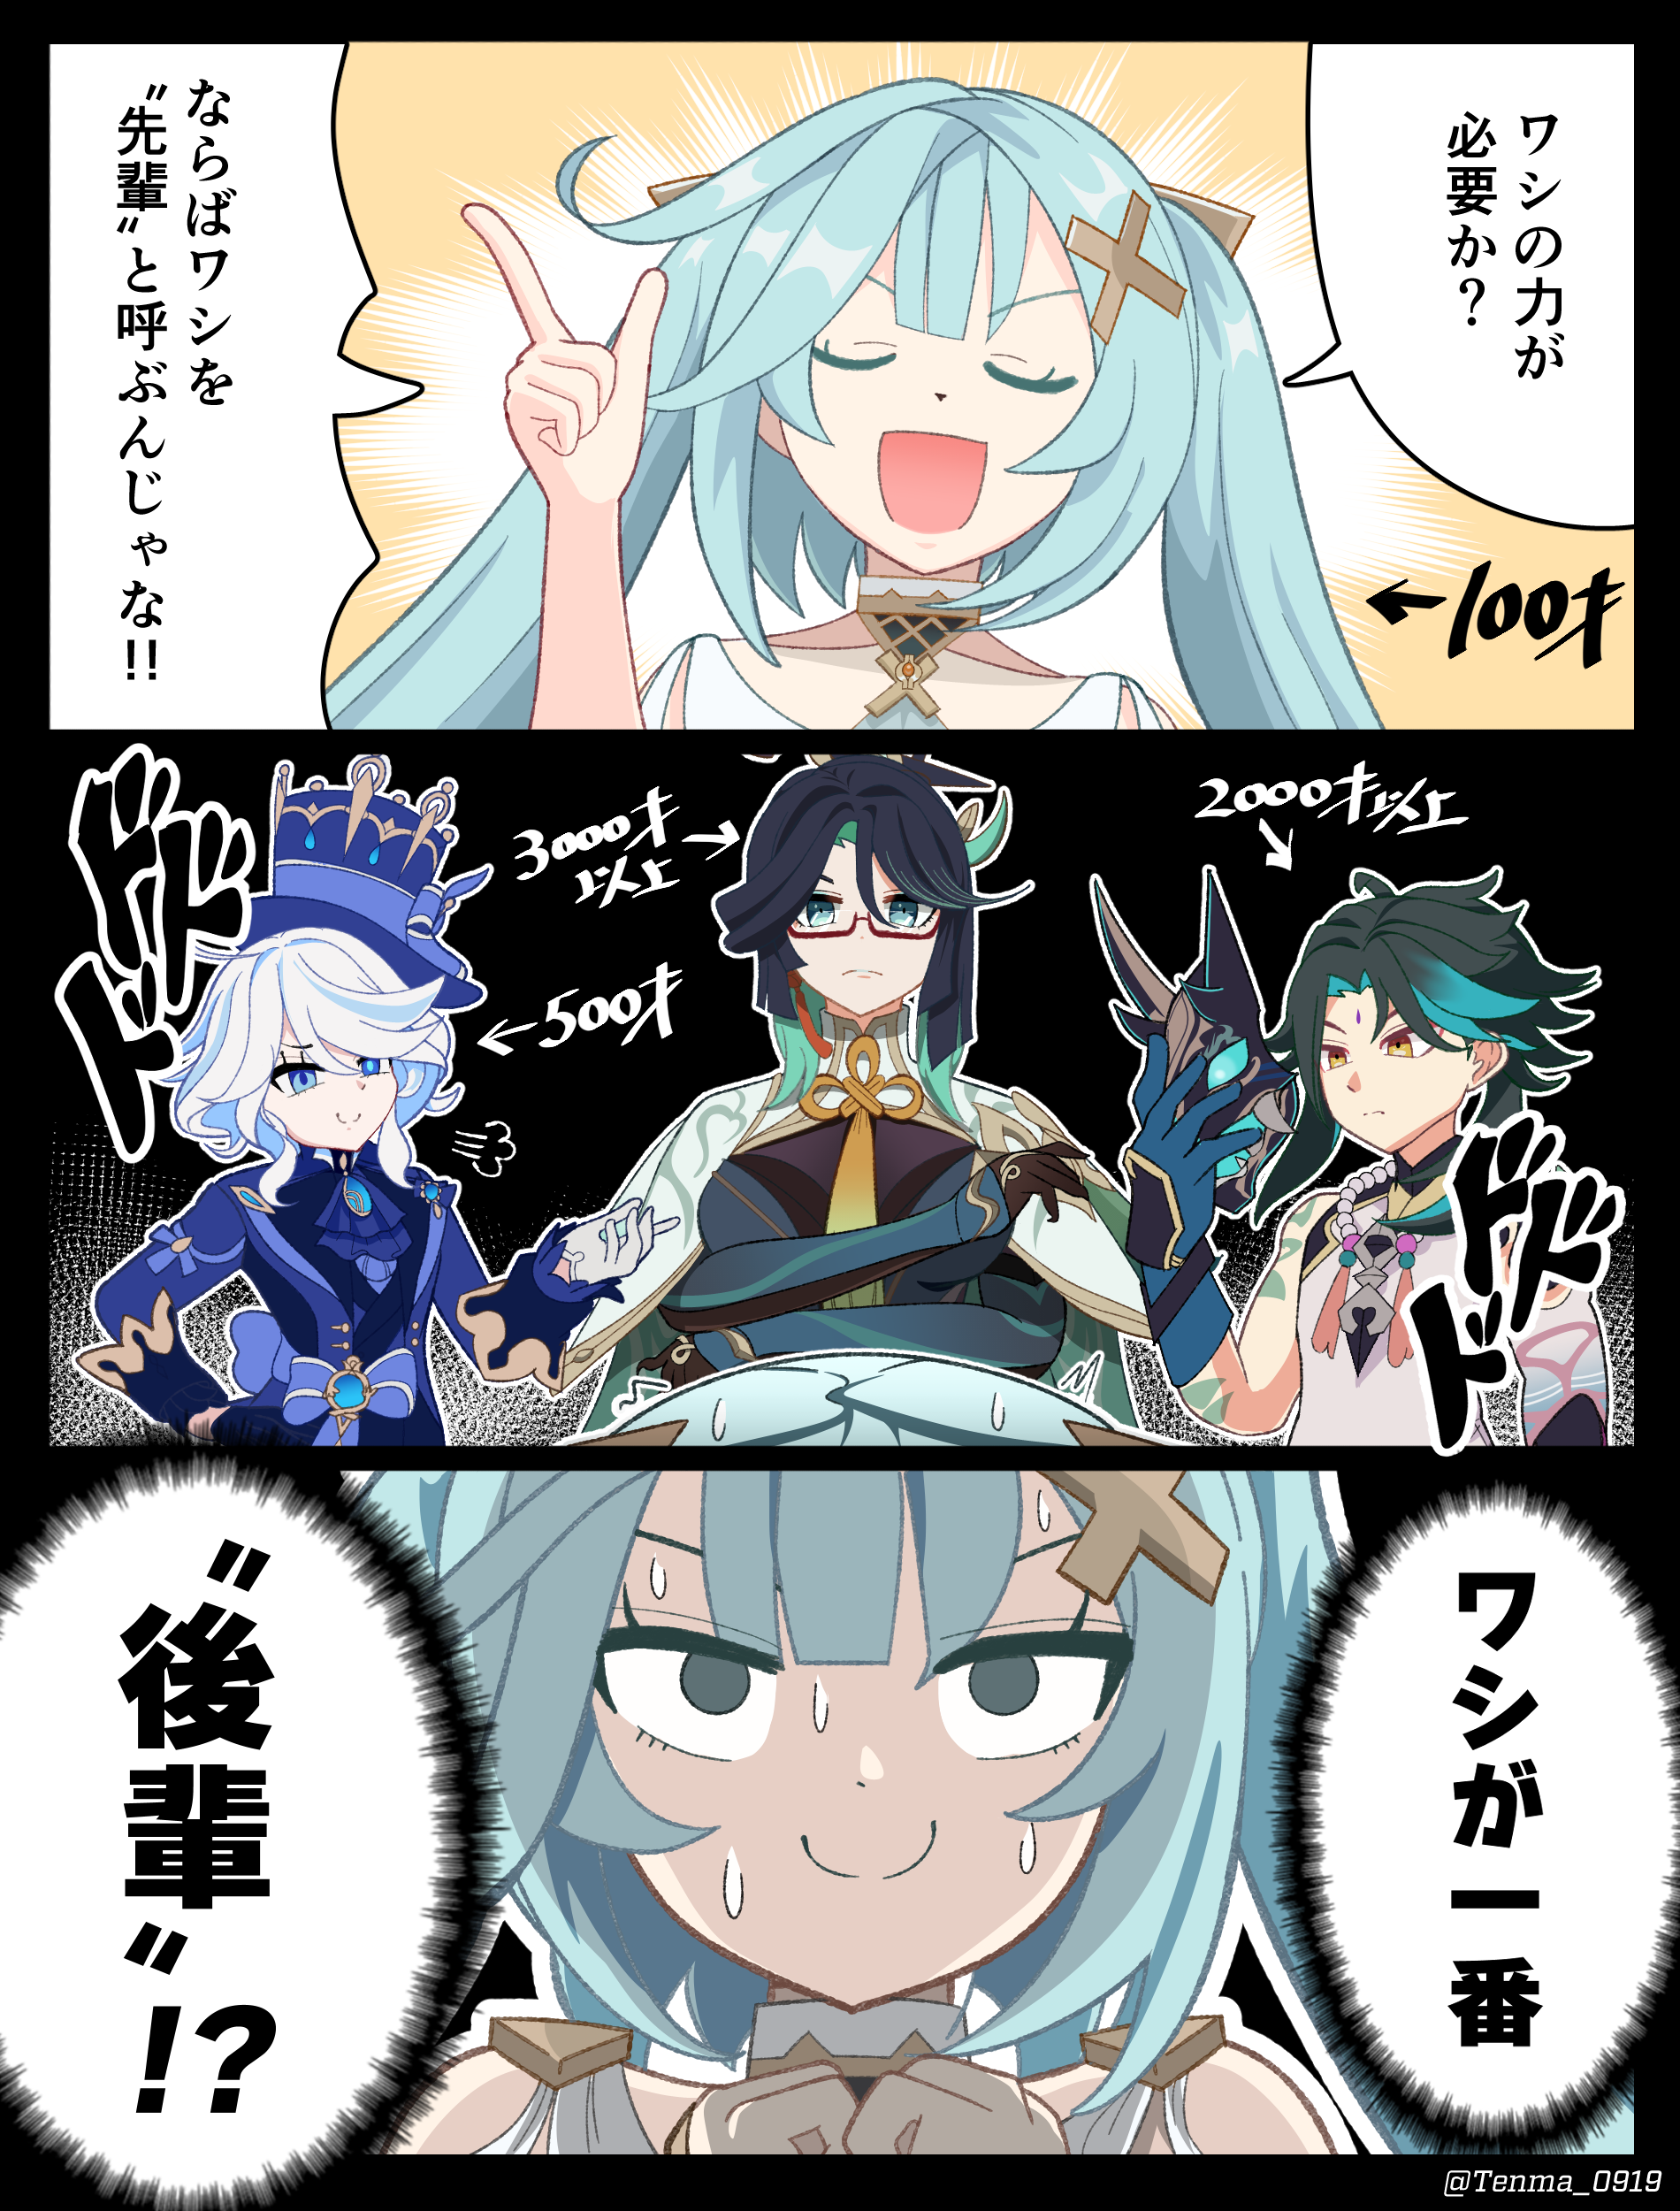 ワシの力が
必要か？
ならばワシを
〝先輩〟と呼ぶんじゃな!!
←100才
2000才以上
↓
3000才→
以上
←500才
ドドド
ドドド
ワシが一番
〝後輩〟!?
@Tenma_0919